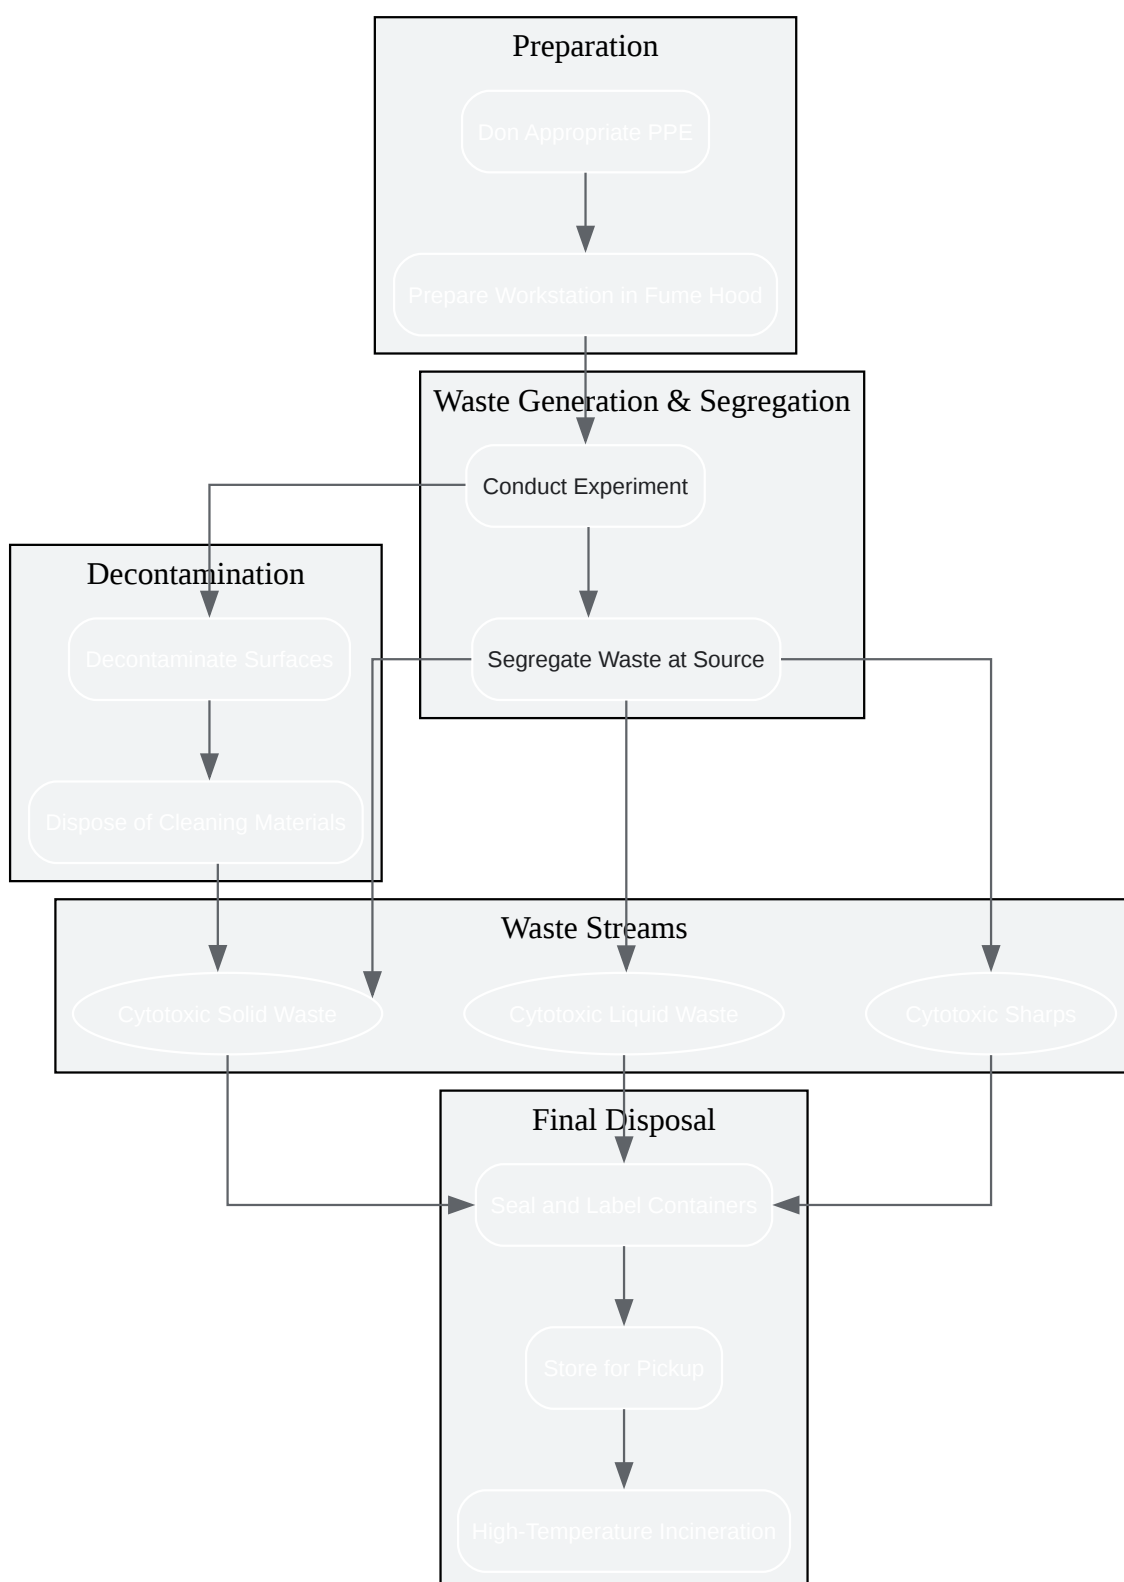 Preparation
Don Appropriate PPE
Prepare Workstation in Fume Hood
Waste Generation & Segregation
Conduct Experiment
Segregate Waste at Source
Decontamination
Decontaminate Surfaces
Dispose of Cleaning Materials
Waste Streams
Cytotoxic Solid Waste
Cytotoxic Liquid Waste
Cytotoxic Sharps
Final Disposal
Seal and Label Containers
Store for Pickup
High-Temperature Incineration